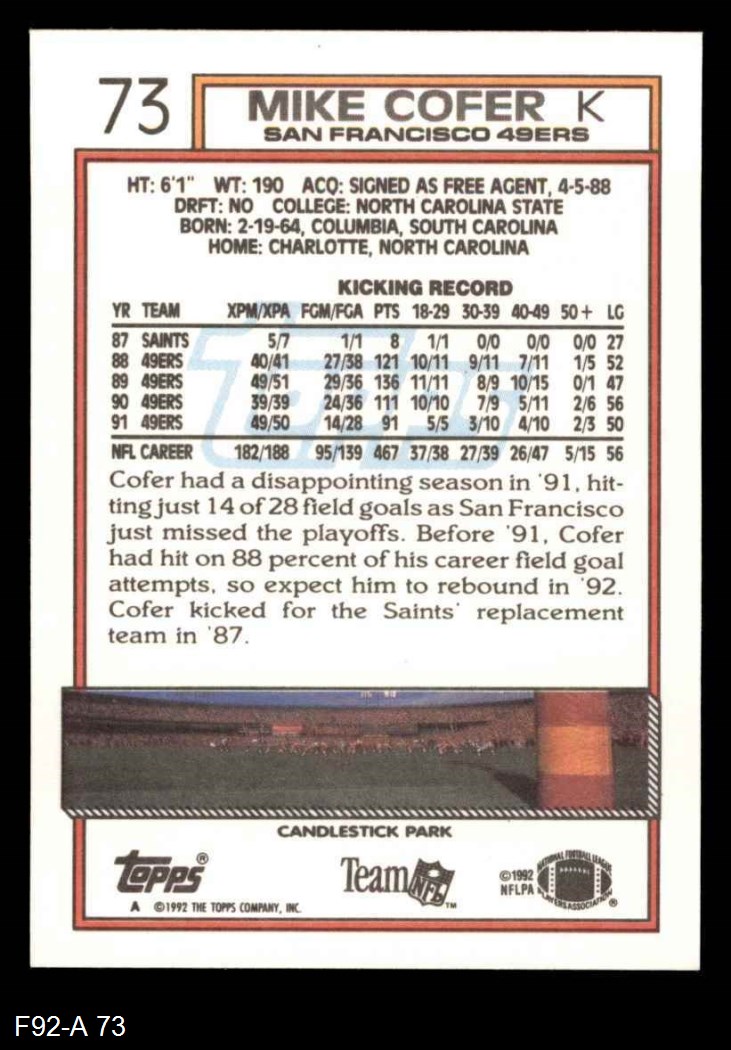 73
MIKE COFER K
SAN FRANCISCO 49ERS
HT: 6'1" WT: 190 ACQ: SIGNED AS FREE AGENT, 4-5-88
DRFT: NO COLLEGE: NORTH CAROLINA STATE
BORN: 2-19-64, COLUMBIA, SOUTH CAROLINA
HOME: CHARLOTTE, NORTH CAROLINA
KICKING RECORD
YR TEAM XPM/XPA FGM/FGA PTS 18-29 30-39 40-49 50+ LG
87 SAINTS 5/7 1/1 8 1/1 0/0 0/0 0/0 27
88 49ERS 40/41 27/38 121 10/11 9/11 7/11 1/5 52
89 49ERS 49/51 29/36 136 11/11 8/9 10/15 0/1 47
90 49ERS 39/39 24/36 111 10/10 7/9 5/11 2/6 56
91 49ERS 49/50 14/28 91 5/5 3/10 4/10 2/3 50
NFL CAREER 182/188 95/139 467 37/38 27/39 26/47 5/15 56
Topps
Cofer had a disappointing season in '91, hit-
ting just 14 of 28 field goals as San Francisco
just missed the playoffs. Before '91, Cofer
had hit on 88 percent of his career field goal
attempts, so expect him to rebound in '92.
Cofer kicked for the Saints' replacement
team in '87.
CANDLESTICK PARK
Topps®
A ©1992 THE TOPPS COMPANY, INC.
Team NFL™
©1992
NFLPA
NATIONAL FOOTBALL LEAGUE
PLAYERS ASSOCIATION®
F92-A 73